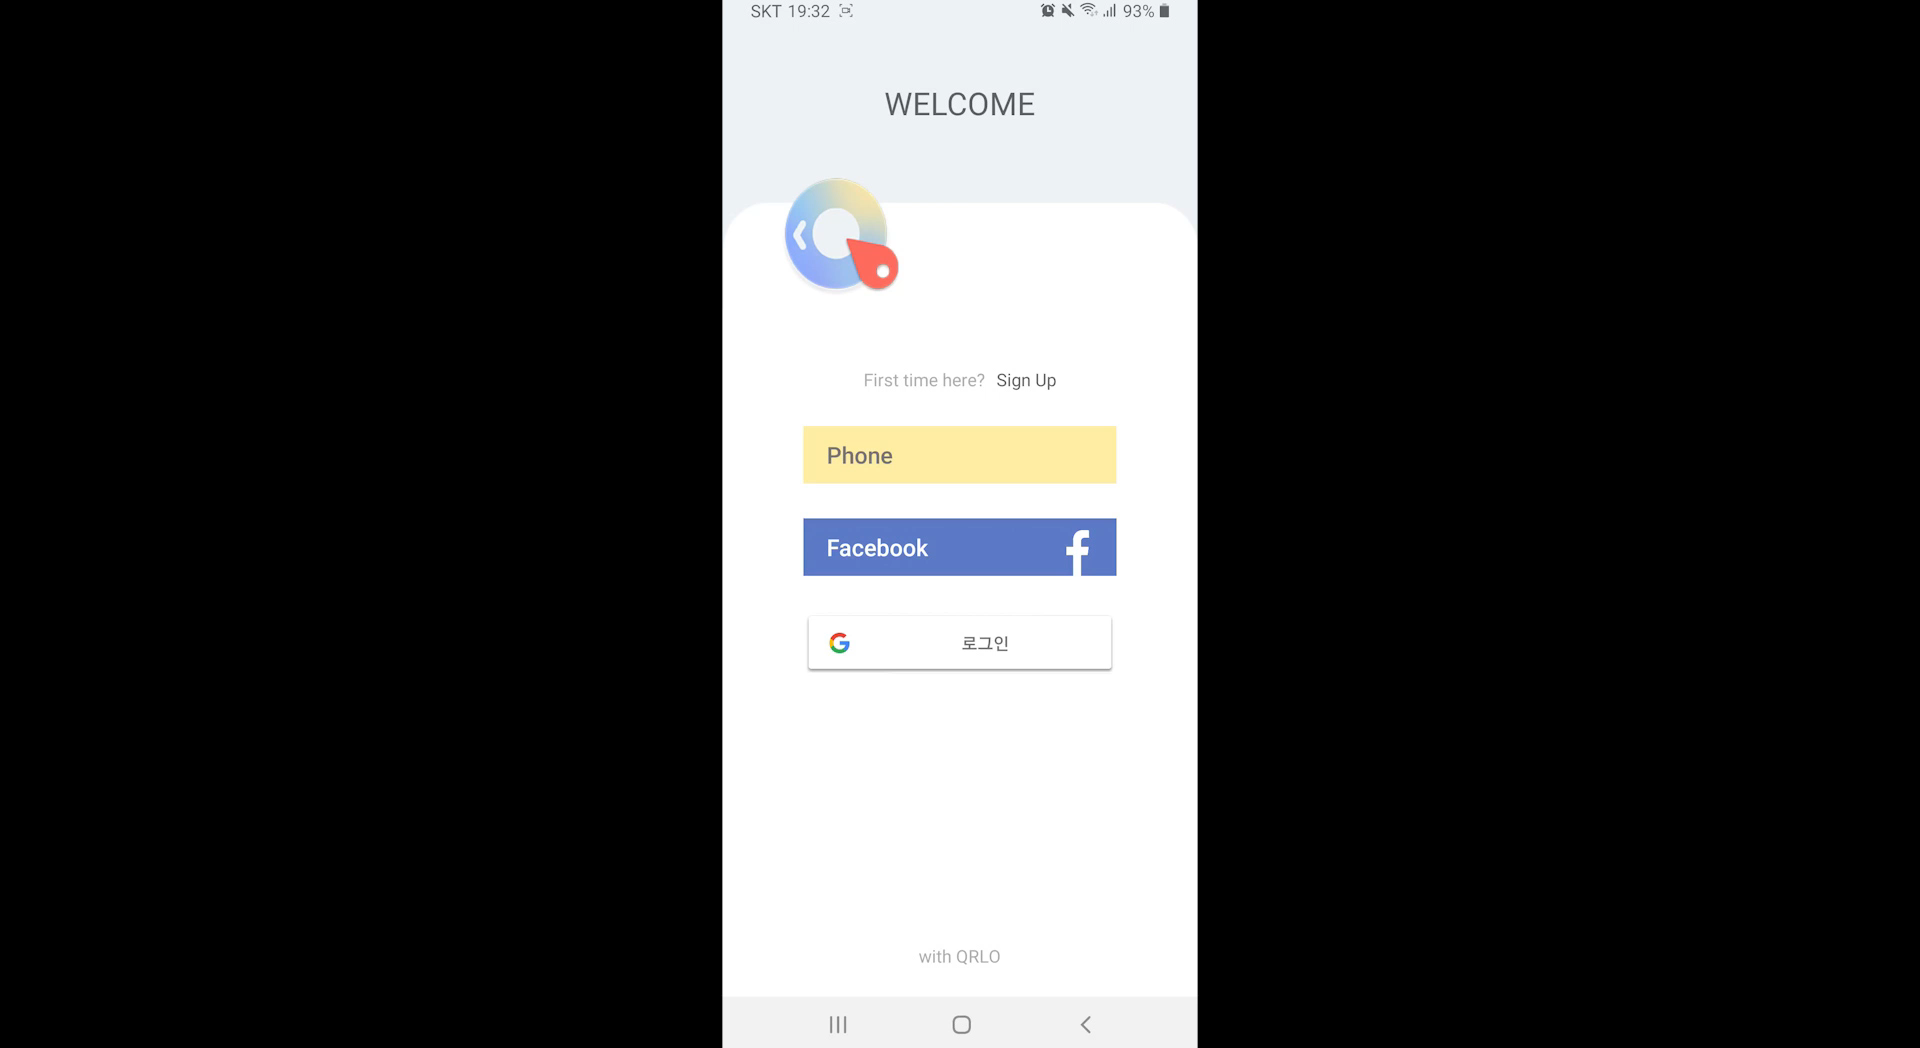 SKT 19:32 93%
WELCOME
First time here? Sign Up
Phone
Facebook
로그인
with QRLO